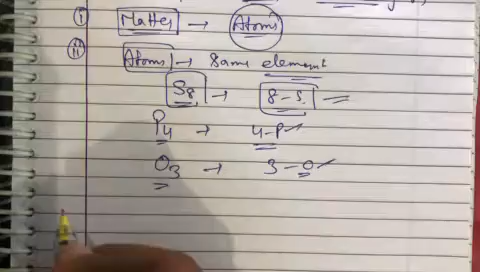 i) Matter → Atoms
ii) Atoms → Same element
S8 → 8-S.
P4 → 4-P
O3 → 3-O